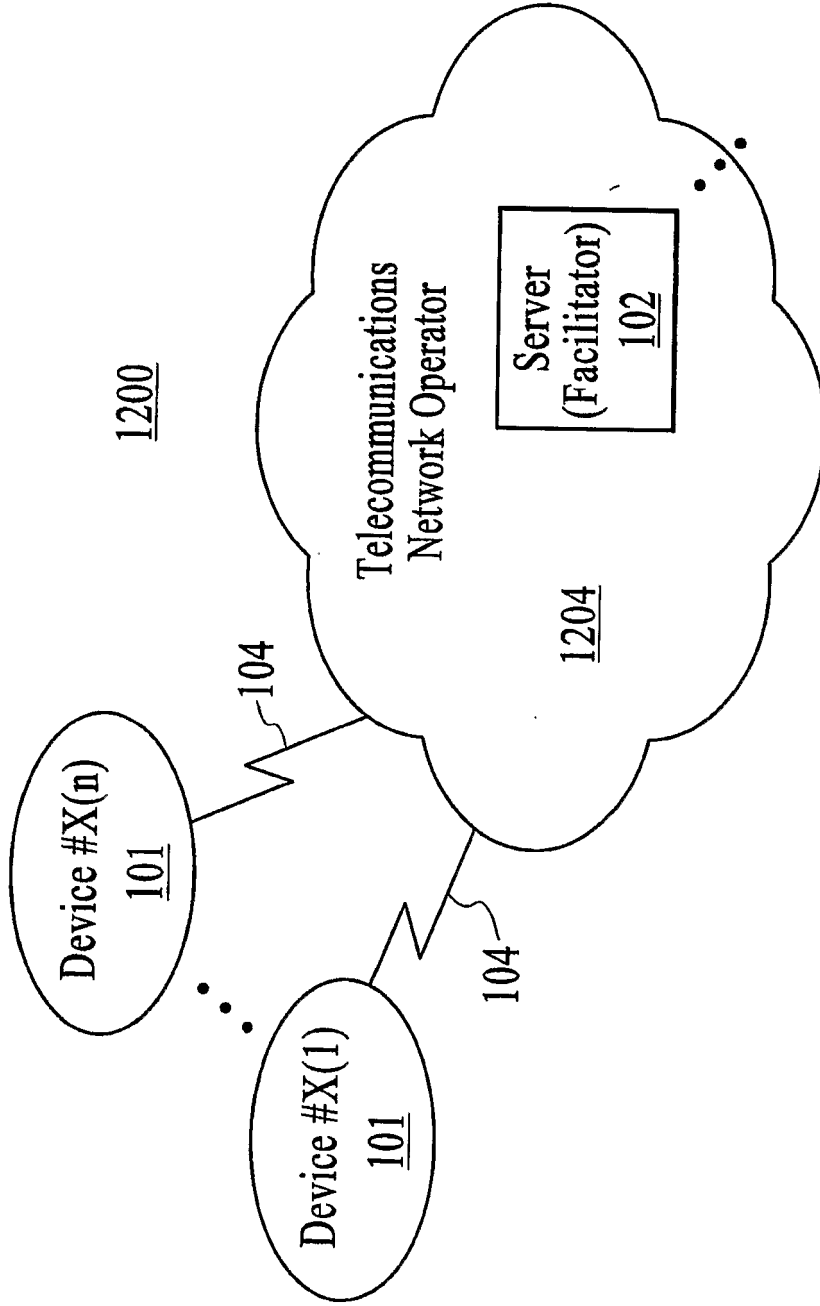 1200
Device #X(n)
101
104
Device #X(1)
101
104
Telecommunications
Network Operator
1204
Server
(Facilitator)
102